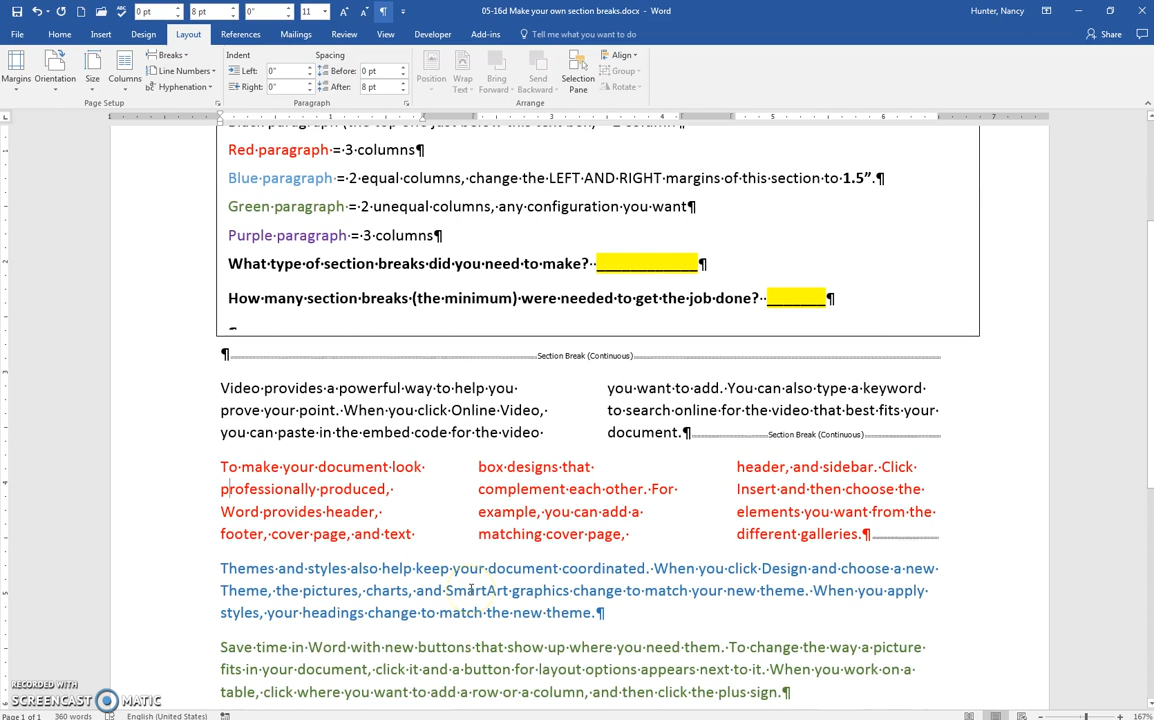 0 pt 8 pt 0" 11 A A ¶
05-16d Make your own section breaks.docx - Word
Hunter, Nancy
File Home Insert Design Layout References Mailings Review View Developer Add-ins Tell me what you want to do Share
Margins Orientation Size Columns
Breaks
Line Numbers
Hyphenation
Page Setup
Indent
Left: 0"
Right: 0"
Spacing
Before: 0 pt
After: 8 pt
Paragraph
Position Wrap Text Bring Forward Send Backward Selection Pane
Align
Group
Rotate
Arrange
1 1 2 3 4 5 6 7
Red·paragraph·=·3·columns¶
Blue·paragraph·=·2·equal·columns,·change·the·LEFT·AND·RIGHT·margins·of·this·section·to·1.5”.¶
Green·paragraph·=·2·unequal·columns,·any·configuration·you·want¶
Purple·paragraph·=·3·columns¶
What·type·of·section·breaks·did·you·need·to·make?··____________¶
How·many·section·breaks·(the·minimum)·were·needed·to·get·the·job·done?··_______¶
¶
¶ Section Break (Continuous)
Video·provides·a·powerful·way·to·help·you·
prove·your·point.·When·you·click·Online·Video,·
you·can·paste·in·the·embed·code·for·the·video·
you·want·to·add.·You·can·also·type·a·keyword·
to·search·online·for·the·video·that·best·fits·your·
document.¶ Section Break (Continuous)
To·make·your·document·look·
professionally·produced,·
Word·provides·header,·
footer,·cover·page,·and·text·
box·designs·that·
complement·each·other.·For·
example,·you·can·add·a·
matching·cover·page,·
header,·and·sidebar.·Click·
Insert·and·then·choose·the·
elements·you·want·from·the·
different·galleries.¶
Themes·and·styles·also·help·keep·your·document·coordinated.·When·you·click·Design·and·choose·a·new·
Theme,·the·pictures,·charts,·and·SmartArt·graphics·change·to·match·your·new·theme.·When·you·apply·
styles,·your·headings·change·to·match·the·new·theme.¶
Save·time·in·Word·with·new·buttons·that·show·up·where·you·need·them.·To·change·the·way·a·picture·
fits·in·your·document,·click·it·and·a·button·for·layout·options·appears·next·to·it.·When·you·work·on·a·
table,·click·where·you·want·to·add·a·row·or·a·column,·and·then·click·the·plus·sign.¶
RECORDED WITH
SCREENCAST MATIC
Page 1 of 1 360 words English (United States) 167%